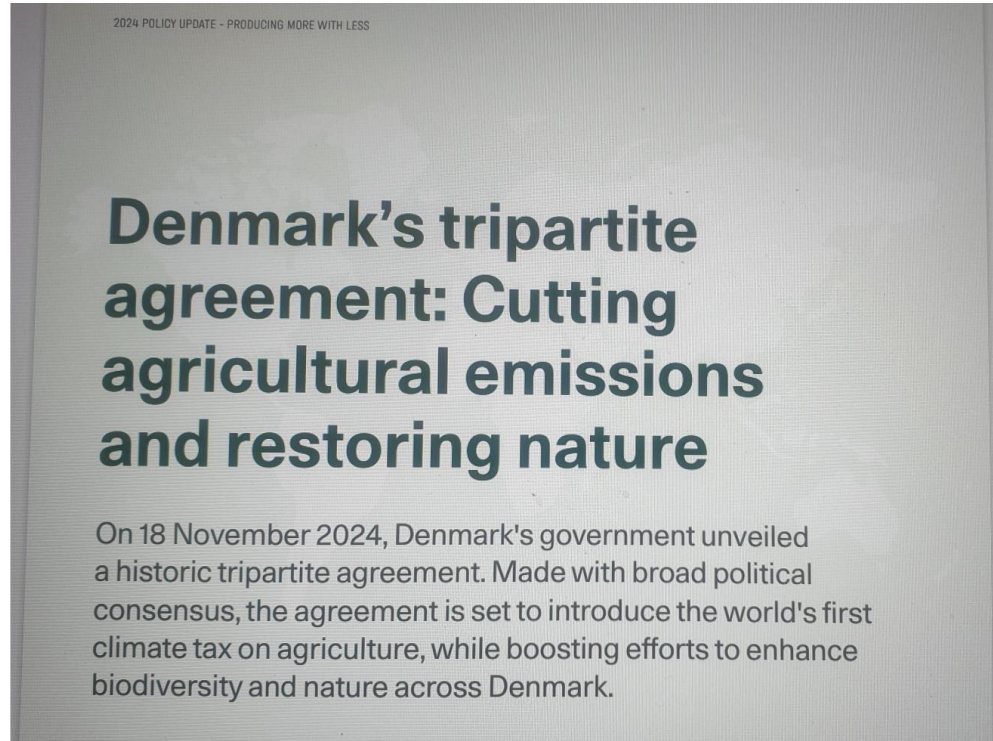 2024 POLICY UPDATE - PRODUCING MORE WITH LESS
Denmark's tripartite
agreement: Cutting
agricultural emissions
and restoring nature
On 18 November 2024, Denmark's government unveiled
a historic tripartite agreement. Made with broad political
consensus, the agreement is set to introduce the world's first
climate tax on agriculture, while boosting efforts to enhance
biodiversity and nature across Denmark.